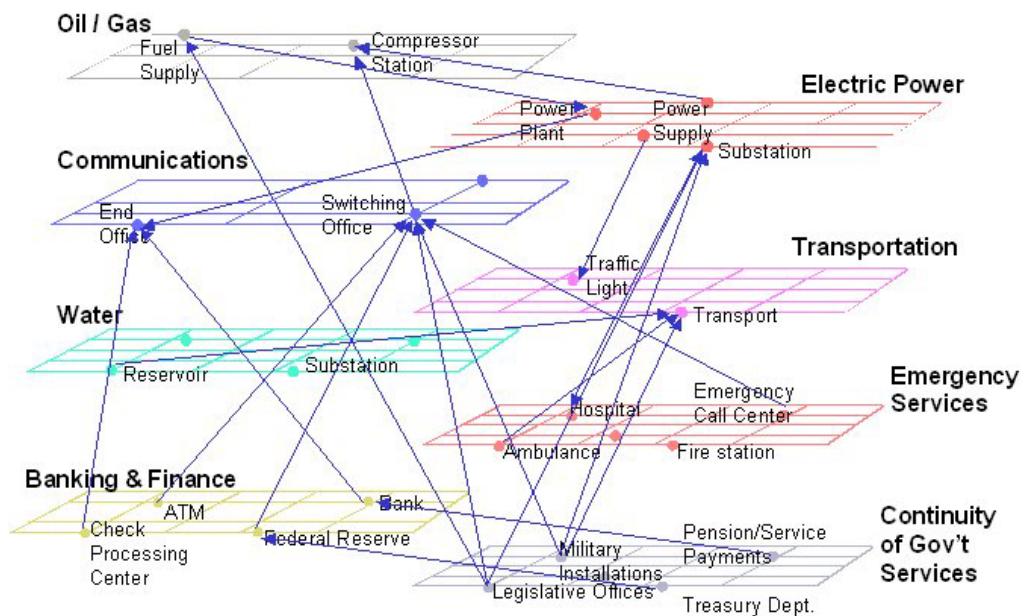 Oil / Gas
Fuel
Supply
Compressor
Station
Electric Power
Power
Plant
Power
Supply
Substation
Communications
End
Office
Switching
Office
Transportation
Traffic
Light
Transport
Water
Reservoir
Substation
Emergency
Services
Hospital
Emergency
Call Center
Ambulance
Fire station
Banking & Finance
ATM
Bank
Check
Processing
Center
Federal Reserve
Continuity
of Gov't
Services
Pension/Service
Payments
Military
Installations
Legislative Offices
Treasury Dept.